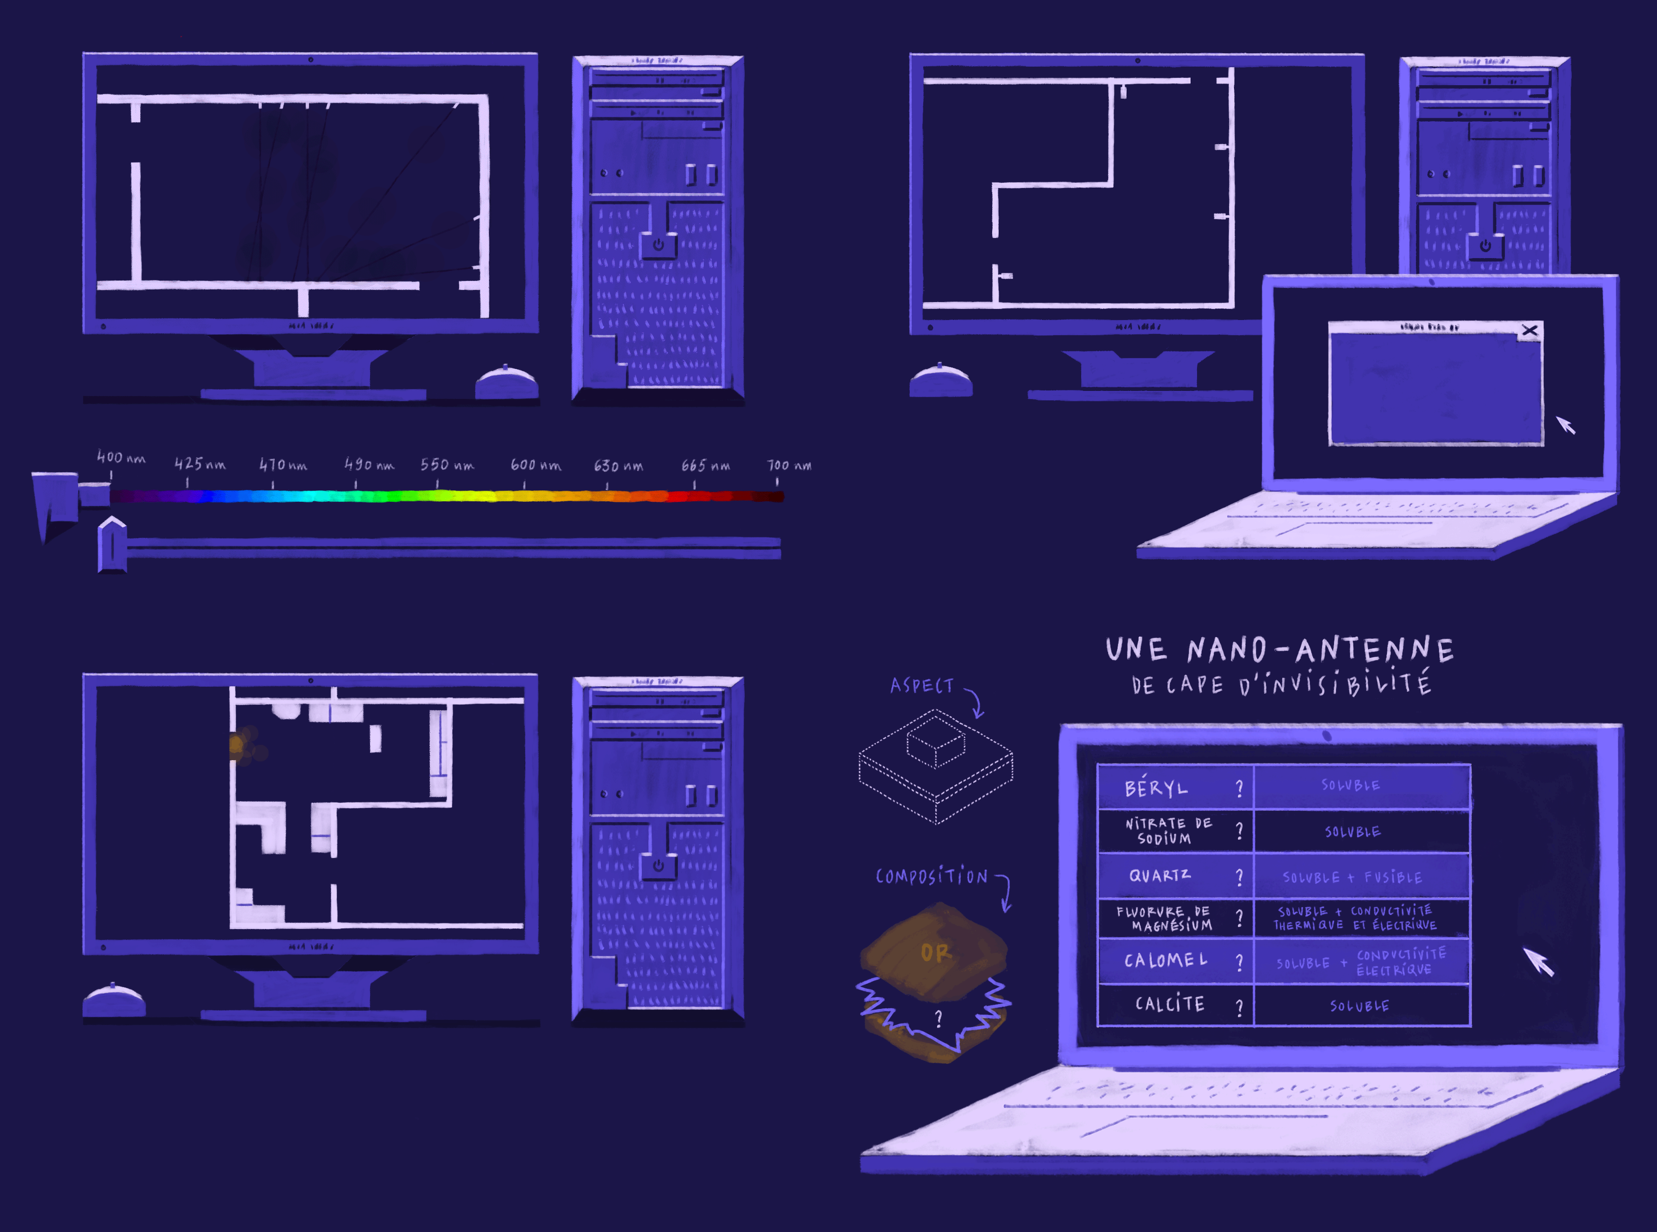 400 nm 425 nm 470 nm 490 nm 550 nm 600 nm 630 nm 665 nm 700 nm
UNE NANO-ANTENNE
DE CAPE D'INVISIBILITÉ
ASPECT
COMPOSITION
OR
?
BÉRYL ? SOLUBLE
NITRATE DE
SODIUM ? SOLUBLE
QUARTZ ? SOLUBLE + FUSIBLE
FLUORURE DE
MAGNÉSIUM ? SOLUBLE + CONDUCTIVITÉ
THERMIQUE ET ÉLECTRIQUE
CALOMEL ? SOLUBLE + CONDUCTIVITÉ
ÉLECTRIQUE
CALCITE ? SOLUBLE